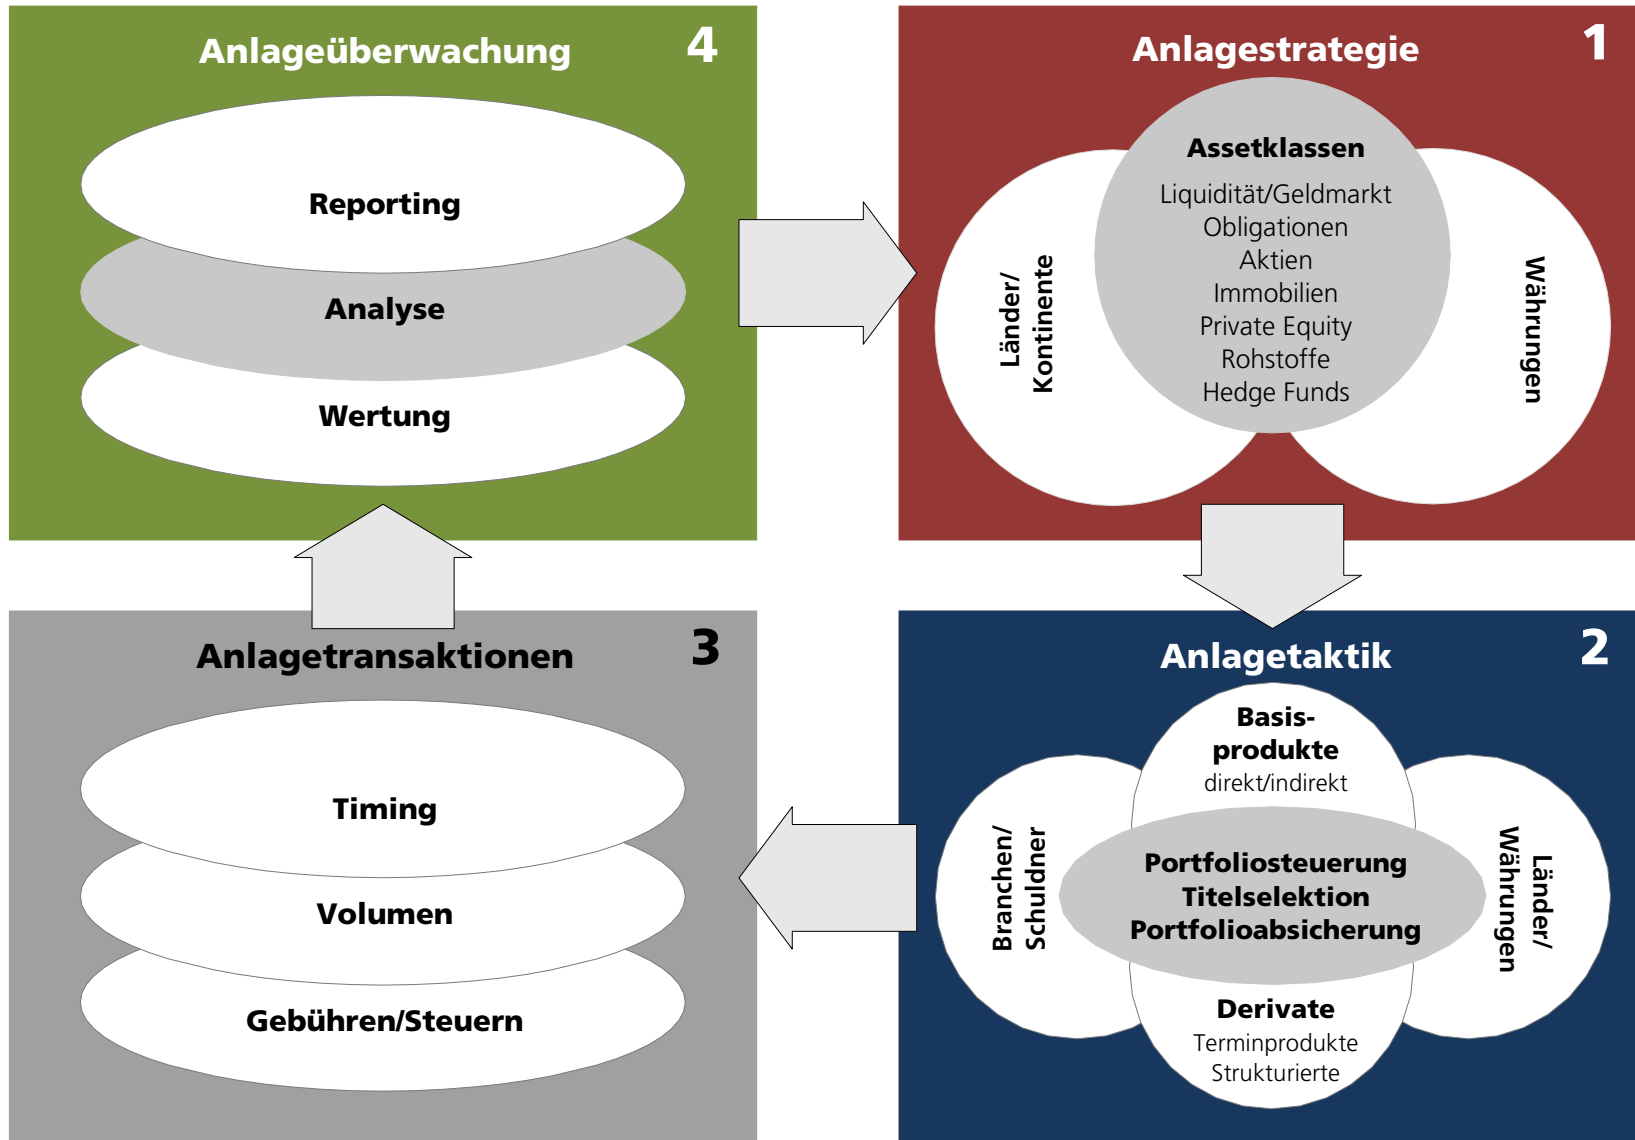 Anlageüberwachung
4
Reporting
Analyse
Wertung
Anlagestrategie
1
Assetklassen
Liquidität/Geldmarkt
Obligationen
Aktien
Immobilien
Private Equity
Rohstoffe
Hedge Funds
Länder/
Kontinente
Währungen
Anlagetransaktionen
3
Timing
Volumen
Gebühren/Steuern
Anlagetaktik
2
Basis-
produkte
direkt/indirekt
Branchen/
Schuldner
Portfoliosteuerung
Titelselektion
Portfolioabsicherung
Länder/
Währungen
Derivate
Terminprodukte
Strukturierte